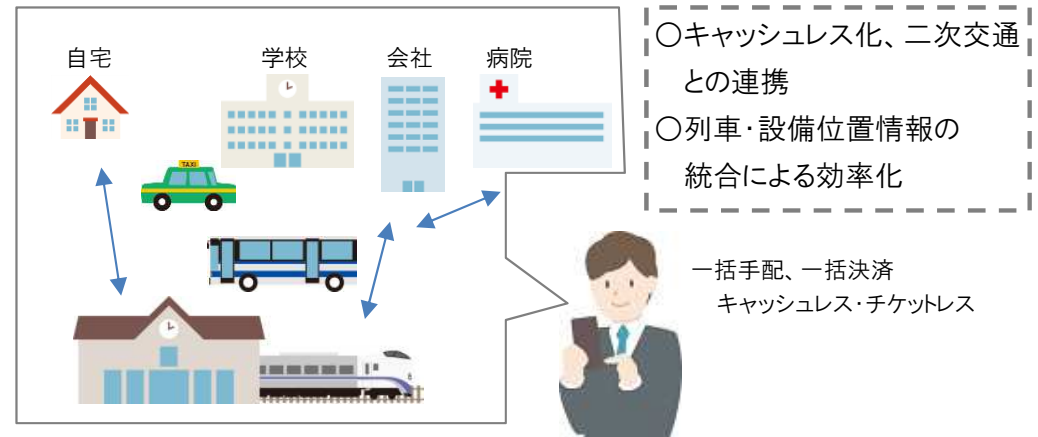 自宅
学校
会社
病院
TAXI
〇キャッシュレス化、二次交通
との連携
〇列車・設備位置情報の
統合による効率化
一括手配、一括決済
キャッシュレス・チケットレス